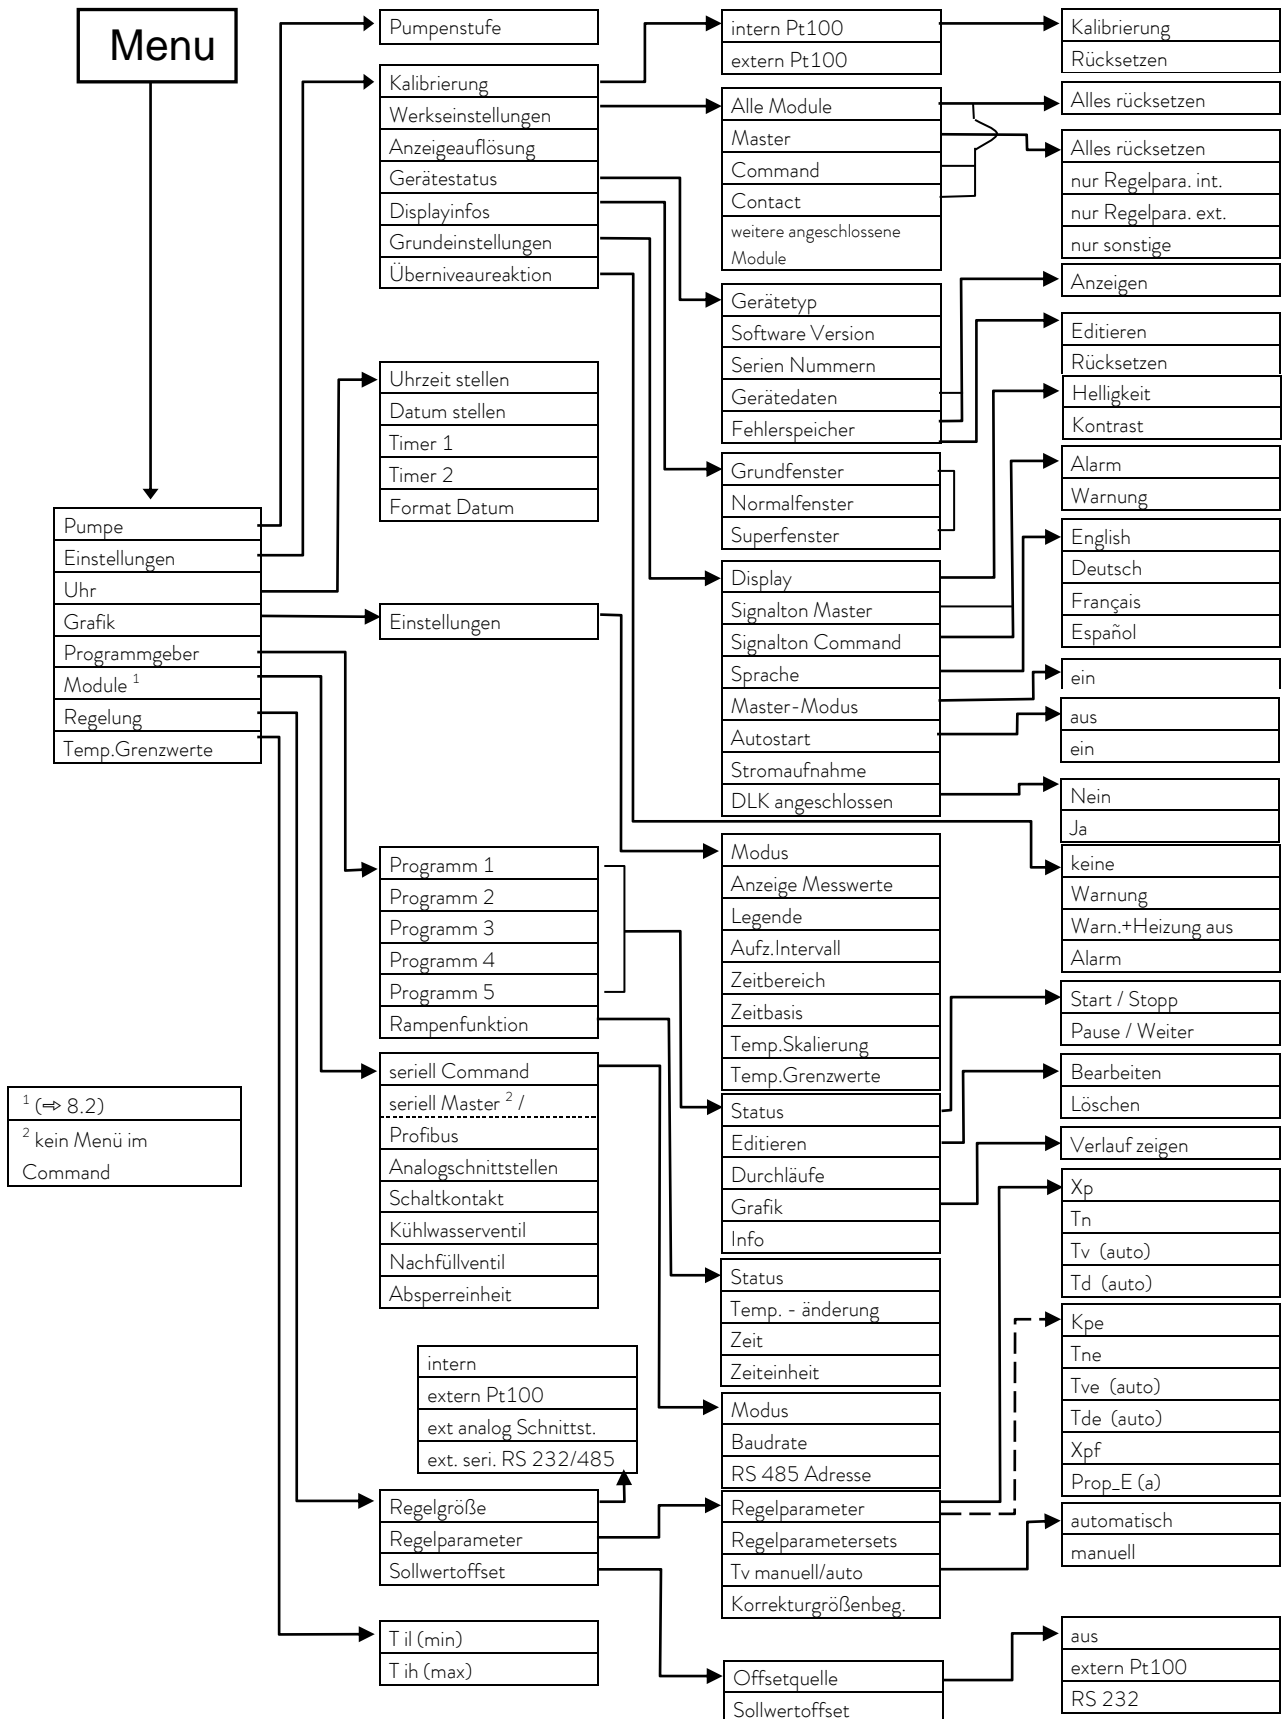 Menu
Pumpe
Einstellungen
Uhr
Grafik
Programmgeber
Module ¹
Regelung
Temp.Grenzwerte
¹ (⇨ 8.2)
² kein Menü im
Command
Pumpenstufe
Kalibrierung
Werkseinstellungen
Anzeigeauflösung
Gerätestatus
Displayinfos
Grundeinstellungen
Überniveaureaktion
Uhrzeit stellen
Datum stellen
Timer 1
Timer 2
Format Datum
Einstellungen
Programm 1
Programm 2
Programm 3
Programm 4
Programm 5
Rampenfunktion
seriell Command
seriell Master ² /
Profibus
Analogschnittstellen
Schaltkontakt
Kühlwasserventil
Nachfüllventil
Absperreinheit
intern
extern Pt100
ext analog Schnittst.
ext. seri. RS 232/485
Regelgröße
Regelparameter
Sollwertoffset
T il (min)
T ih (max)
intern Pt100
extern Pt100
Alle Module
Master
Command
Contact
weitere angeschlossene
Module
Gerätetyp
Software Version
Serien Nummern
Gerätedaten
Fehlerspeicher
Grundfenster
Normalfenster
Superfenster
Display
Signalton Master
Signalton Command
Sprache
Master-Modus
Autostart
Stromaufnahme
DLK angeschlossen
Modus
Anzeige Messwerte
Legende
Aufz.Intervall
Zeitbereich
Zeitbasis
Temp.Skalierung
Temp.Grenzwerte
Status
Editieren
Durchläufe
Grafik
Info
Status
Temp. - änderung
Zeit
Zeiteinheit
Modus
Baudrate
RS 485 Adresse
Regelparameter
Regelparametersets
Tv manuell/auto
Korrekturgrößenbeg.
Offsetquelle
Sollwertoffset
Kalibrierung
Rücksetzen
Alles rücksetzen
Alles rücksetzen
nur Regelpara. int.
nur Regelpara. ext.
nur sonstige
Anzeigen
Editieren
Rücksetzen
Helligkeit
Kontrast
Alarm
Warnung
English
Deutsch
Français
Español
ein
aus
ein
Nein
Ja
keine
Warnung
Warn.+Heizung aus
Alarm
Start / Stopp
Pause / Weiter
Bearbeiten
Löschen
Verlauf zeigen
Xp
Tn
Tv (auto)
Td (auto)
Kpe
Tne
Tve (auto)
Tde (auto)
Xpf
Prop_E (a)
automatisch
manuell
aus
extern Pt100
RS 232